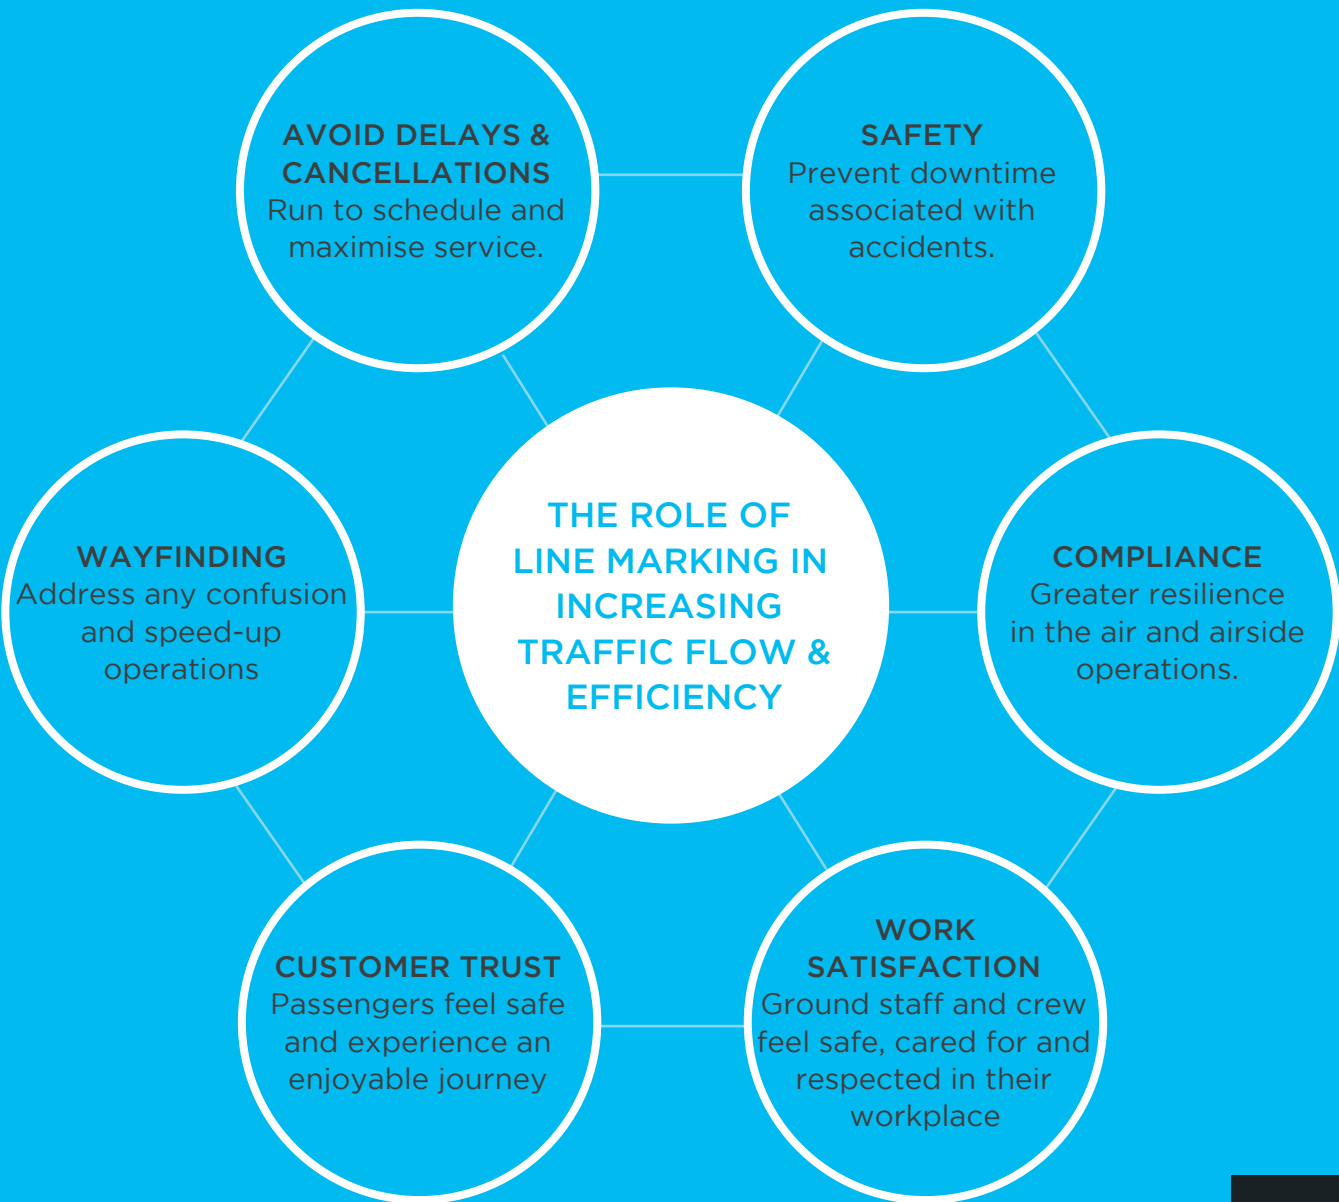 AVOID DELAYS &
CANCELLATIONS
Run to schedule and
maximise service.
SAFETY
Prevent downtime
associated with
accidents.
WAYFINDING
Address any confusion
and speed-up
operations
THE ROLE OF
LINE MARKING IN
INCREASING
TRAFFIC FLOW &
EFFICIENCY
COMPLIANCE
Greater resilience
in the air and airside
operations.
CUSTOMER TRUST
Passengers feel safe
and experience an
enjoyable journey
WORK
SATISFACTION
Ground staff and crew
feel safe, cared for and
respected in their
workplace